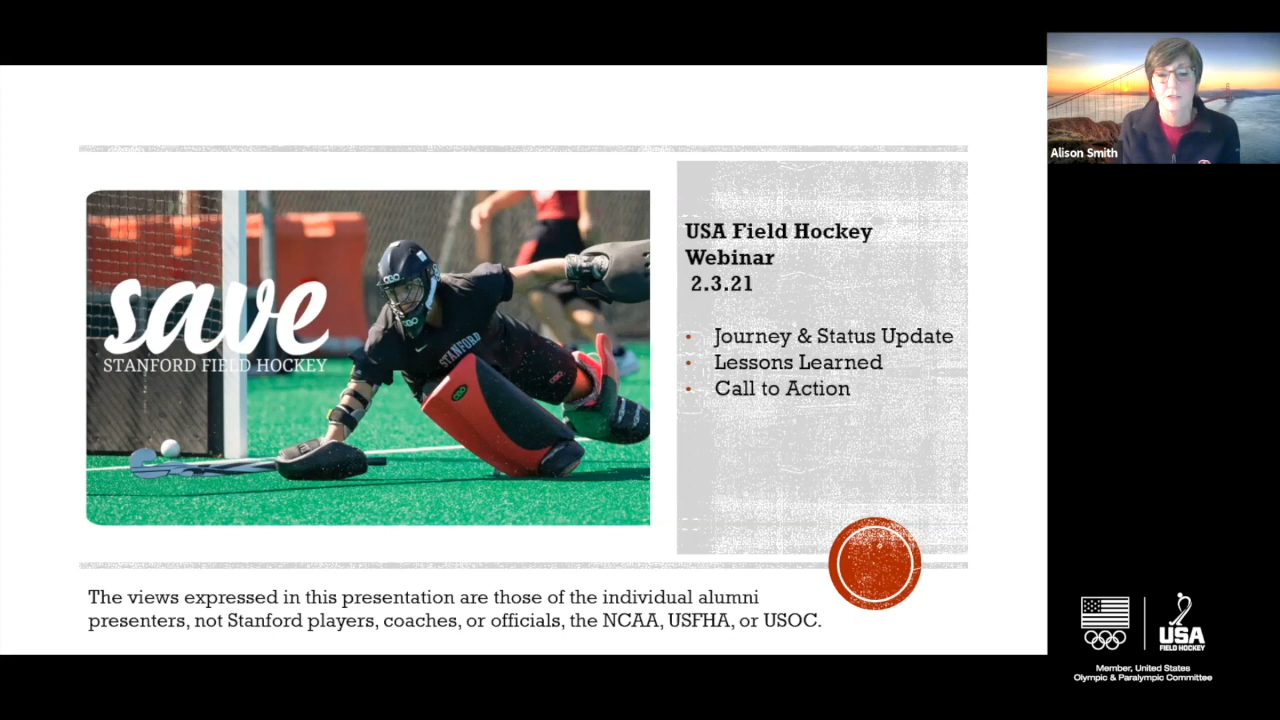 Alison Smith
save
STANFORD FIELD HOCKEY
STANFORD
USA Field Hockey
Webinar
2.3.21
• Journey & Status Update
• Lessons Learned
• Call to Action
The views expressed in this presentation are those of the individual alumni
presenters, not Stanford players, coaches, or officials, the NCAA, USFHA, or USOC.
USA
FIELD HOCKEY
Member, United States
Olympic & Paralympic Committee